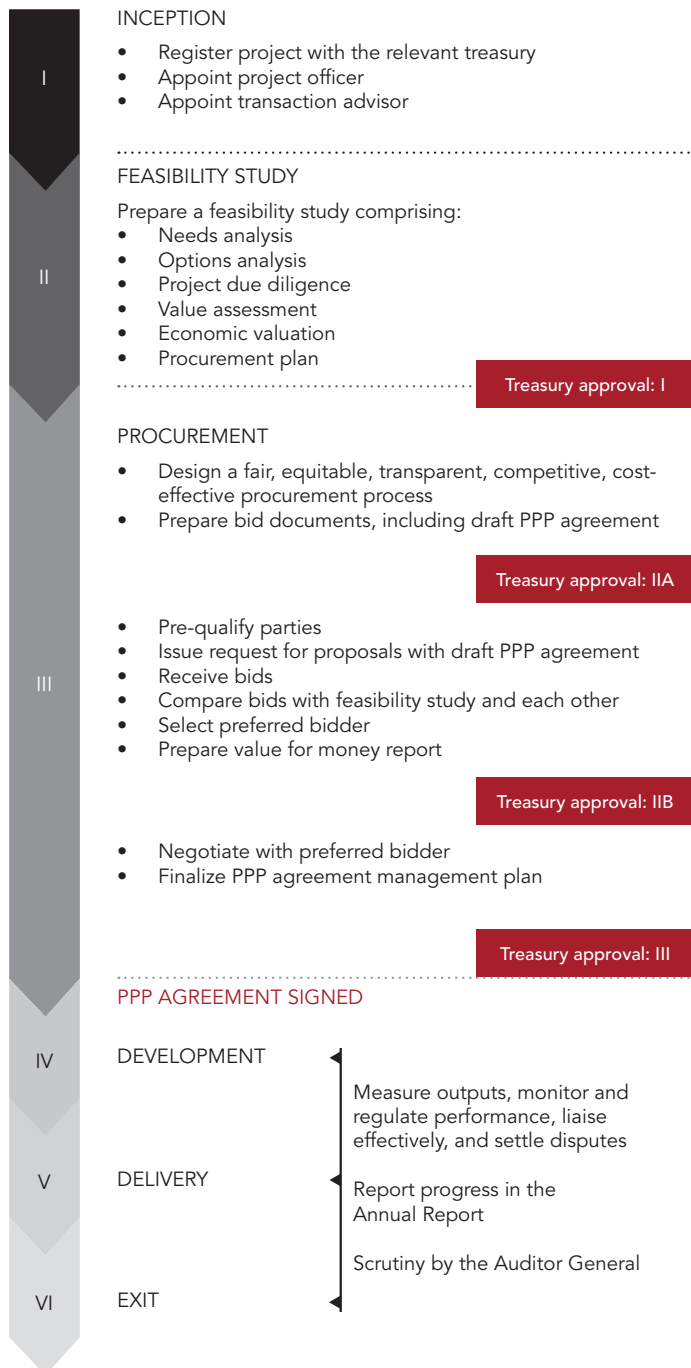 I
INCEPTION
• Register project with the relevant treasury
• Appoint project officer
• Appoint transaction advisor
II
FEASIBILITY STUDY
Prepare a feasibility study comprising:
• Needs analysis
• Options analysis
• Project due diligence
• Value assessment
• Economic valuation
• Procurement plan
Treasury approval: I
III
PROCUREMENT
• Design a fair, equitable, transparent, competitive, cost-
effective procurement process
• Prepare bid documents, including draft PPP agreement
Treasury approval: IIA
• Pre-qualify parties
• Issue request for proposals with draft PPP agreement
• Receive bids
• Compare bids with feasibility study and each other
• Select preferred bidder
• Prepare value for money report
Treasury approval: IIB
• Negotiate with preferred bidder
• Finalize PPP agreement management plan
Treasury approval: III
PPP AGREEMENT SIGNED
IV
DEVELOPMENT
Measure outputs, monitor and
regulate performance, liaise
effectively, and settle disputes
V
DELIVERY
Report progress in the
Annual Report
Scrutiny by the Auditor General
VI
EXIT